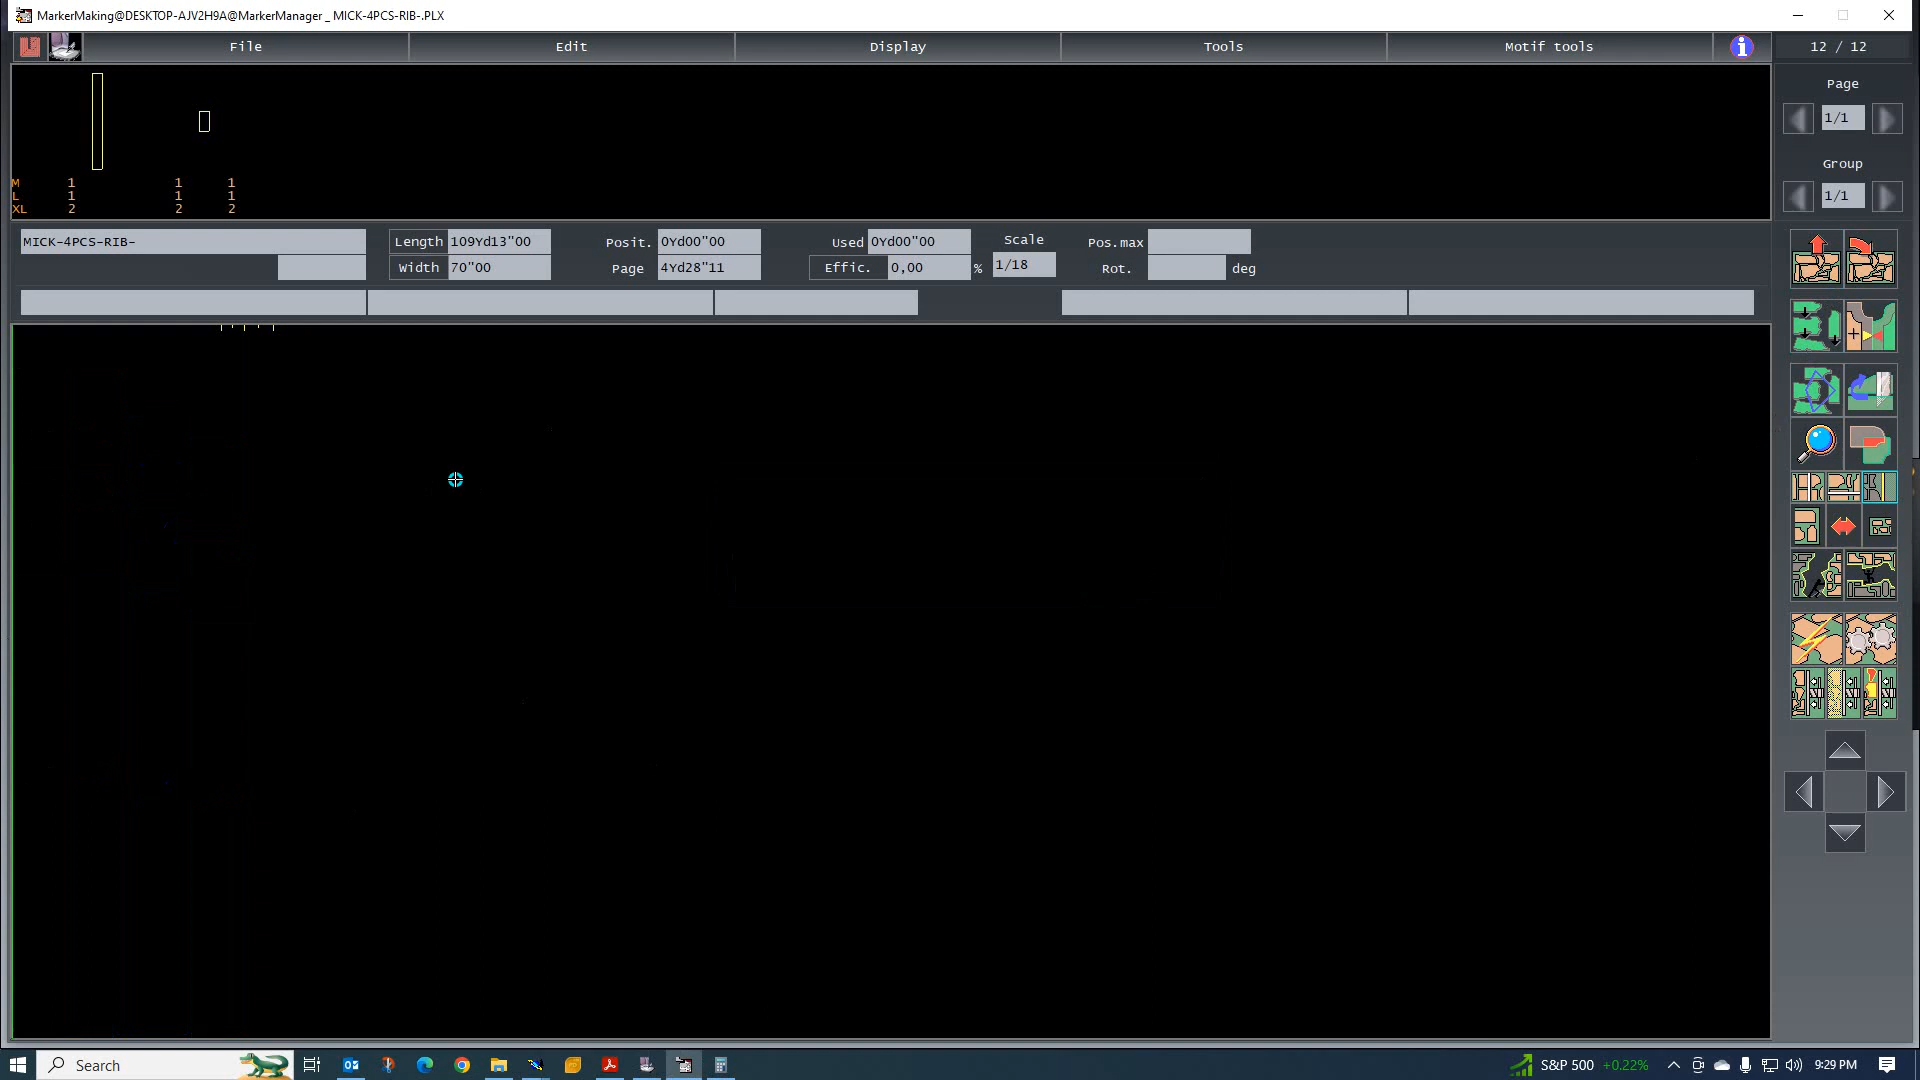 MarkerMaking@DESKTOP-AJV2H9A@MarkerManager _ MICK-4PCS-RIB-.PLX
File Edit Display Tools Motif tools 12 / 12
Page
1/1
Group
1/1
M 1 1 1
L 1 1 1
XL 2 2 2
MICK-4PCS-RIB- Length 109Yd13"00 Posit. 0Yd00"00 Used 0Yd00"00 Scale Pos.max
Width 70"00 Page 4Yd28"11 Effic. 0,00 % 1/18 Rot. deg
Search S&P 500 +0.22% 9:29 PM